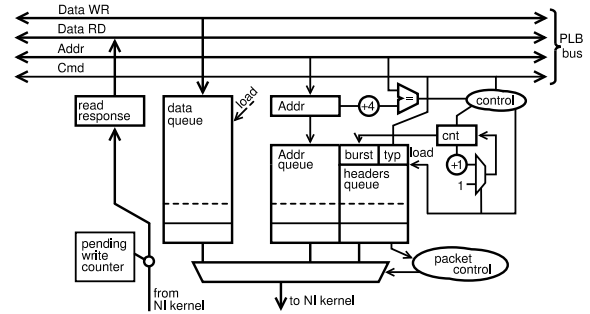 Data WR
Data RD
Addr
Cmd
PLB
bus
read
response
data
queue
load
Addr
+4
=
control
cnt
Addr
queue
burst
typ
load
headers
queue
+1
1
pending
write
counter
packet
control
from
NI kernel
to NI kernel